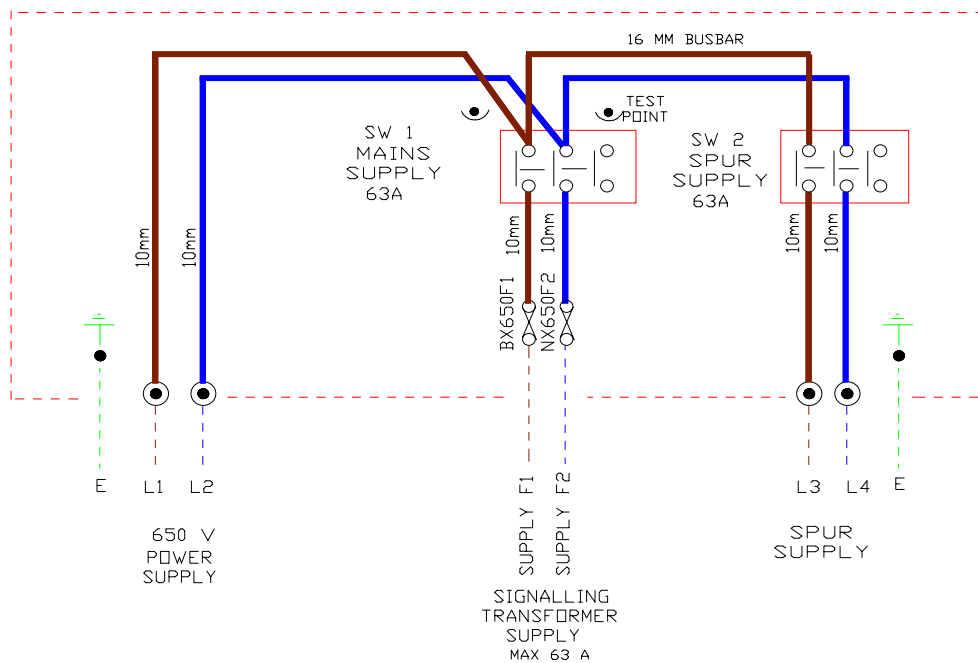 16 MM BUSBAR
TEST
POINT
SW 1
MAINS
SUPPLY
63A
SW 2
SPUR
SUPPLY
63A
10mm
10mm
10mm
10mm
10mm
10mm
BX650F1
NX650F2
E
L1
L2
SUPPLY F1
SUPPLY F2
L3
L4
E
650 V
POWER
SUPPLY
SIGNALLING
TRANSFORMER
SUPPLY
MAX 63 A
SPUR
SUPPLY